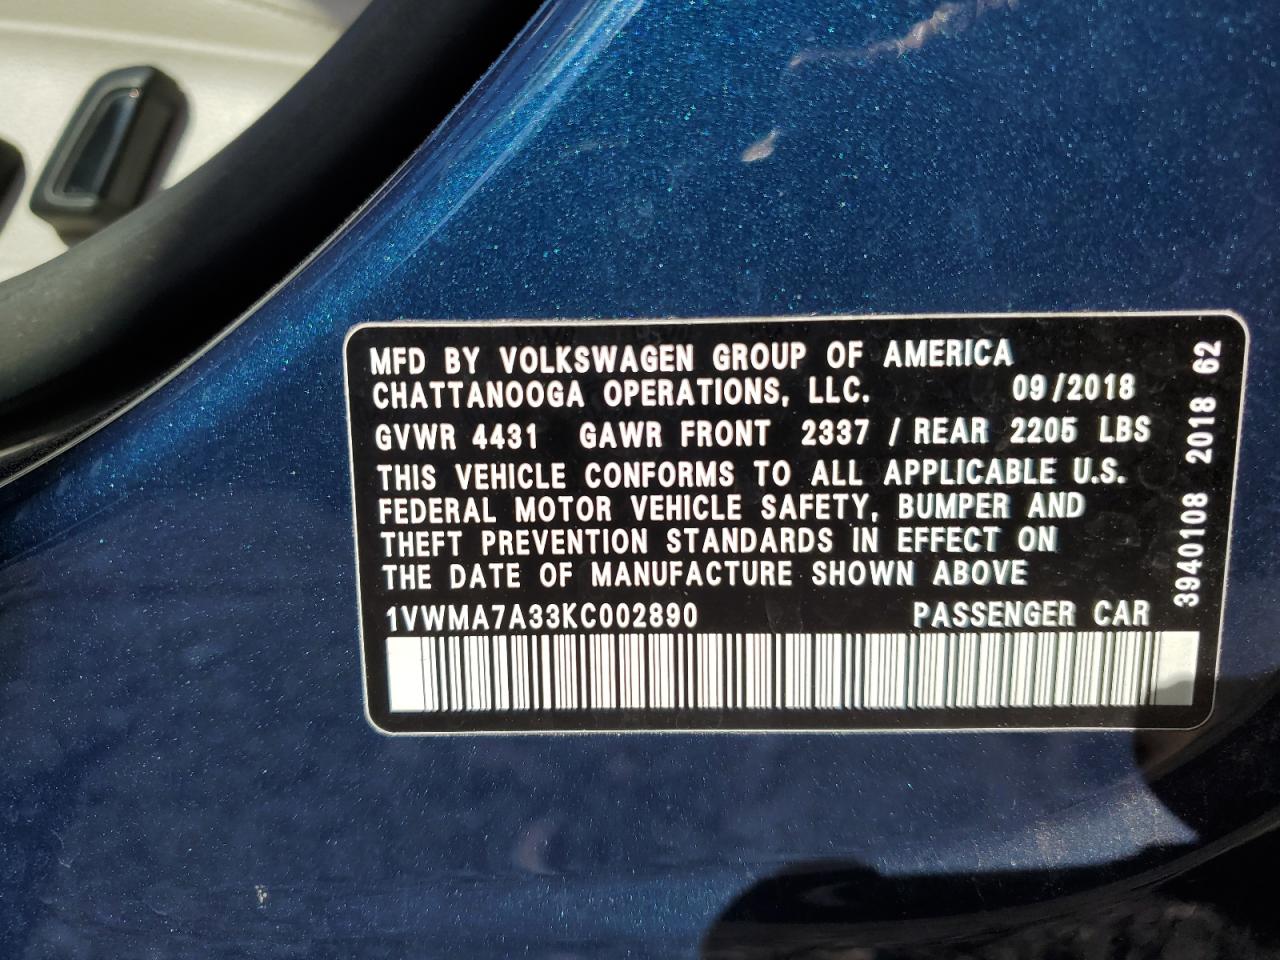 MFD BY VOLKSWAGEN GROUP OF AMERICA
CHATTANOOGA OPERATIONS, LLC. 09/2018
GVWR 4431 GAWR FRONT 2337 / REAR 2205 LBS
THIS VEHICLE CONFORMS TO ALL APPLICABLE U.S.
FEDERAL MOTOR VEHICLE SAFETY, BUMPER AND
THEFT PREVENTION STANDARDS IN EFFECT ON
THE DATE OF MANUFACTURE SHOWN ABOVE
1VWMA7A33KC002890 PASSENGER CAR
3940108 2018 62